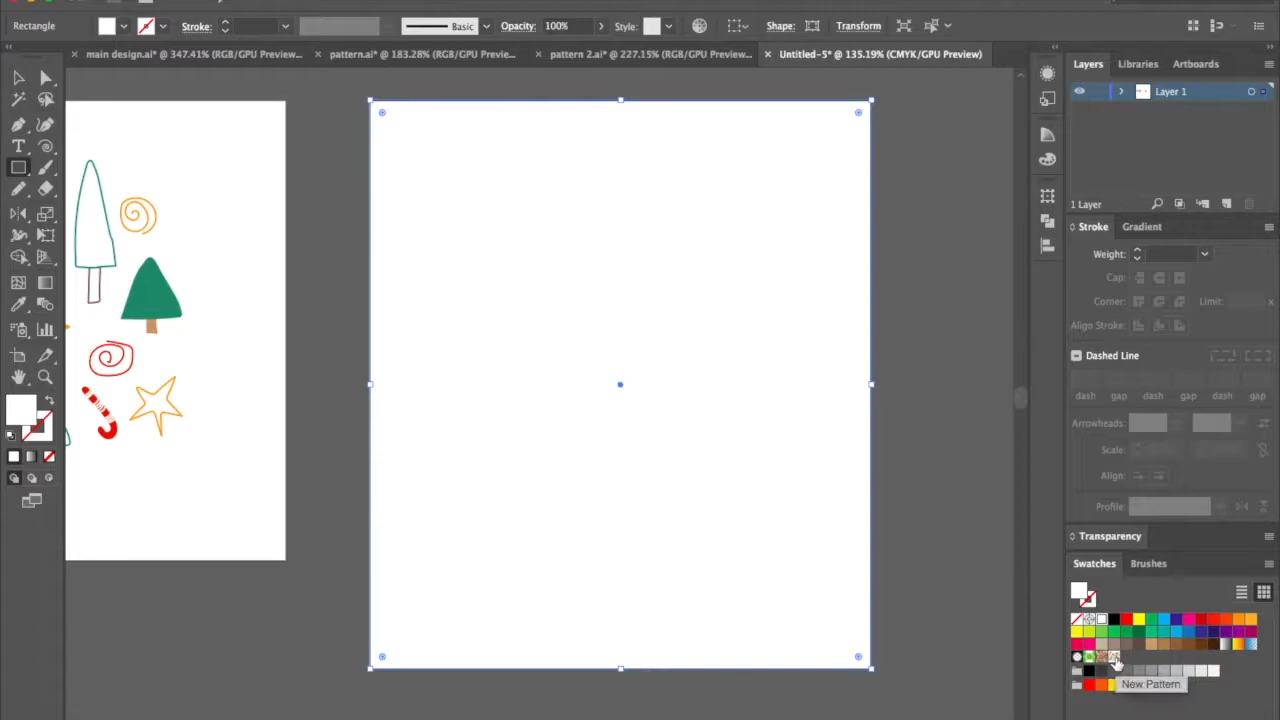 Rectangle
Stroke:
Basic
Opacity: 100%
Style:
Shape:
Transform
main design.ai* @ 347.41% (RGB/GPU Preview...
pattern.ai* @ 183.28% (RGB/GPU Previe...
pattern 2.ai* @ 227.15% (RGB/GPU Preview...
Untitled-5* @ 135.19% (CMYK/GPU Preview)
Layers Libraries Artboards
Layer 1
1 Layer
Stroke Gradient
Weight:
Cap:
Corner: Limit: x
Align Stroke:
Dashed Line
dash gap dash gap dash gap
Arrowheads:
Scale:
Align:
Profile:
Transparency
Swatches Brushes
New Pattern